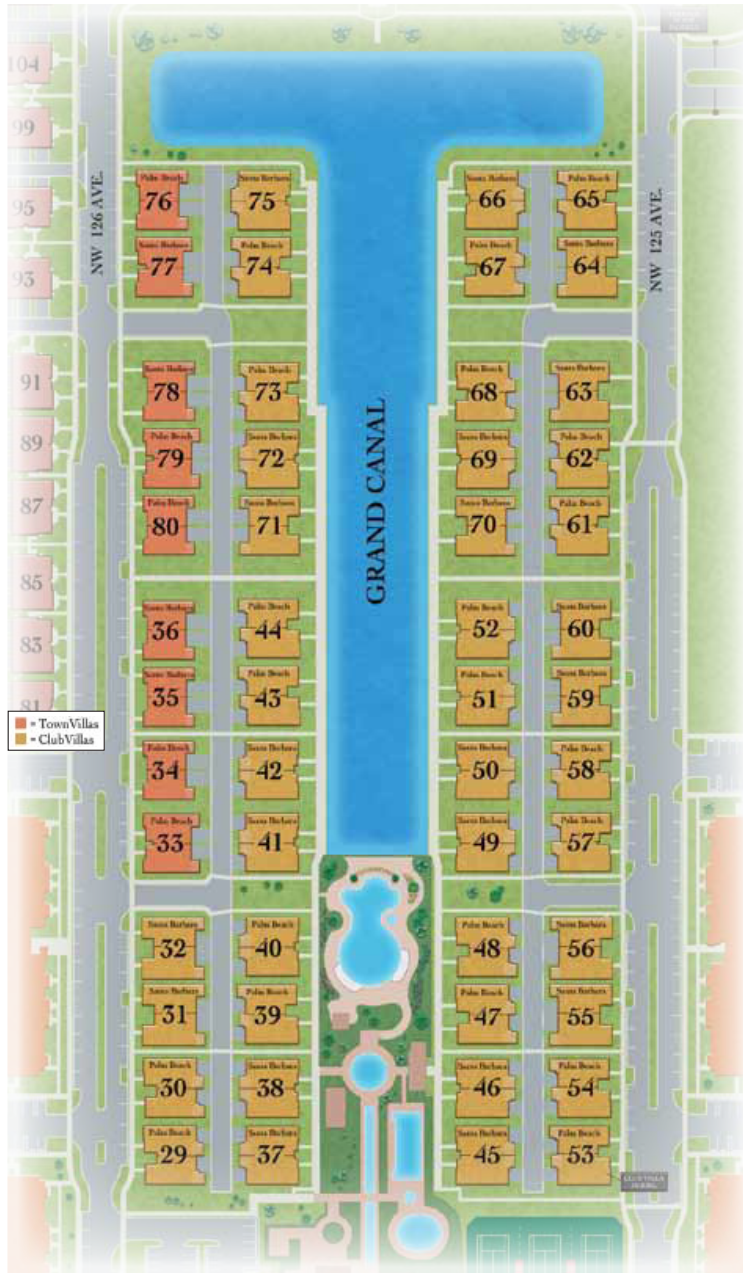 104
99
95
93
91
89
87
85
83
81
NW 126 AVE.
NW 125 AVE.
GRAND CANAL
= TownVillas
= ClubVillas
Palm Beach
76
Santa Barbara
75
Santa Barbara
66
Palm Beach
65
Santa Barbara
77
Palm Beach
74
Palm Beach
67
Santa Barbara
64
Santa Barbara
78
Palm Beach
73
Palm Beach
68
Santa Barbara
63
Palm Beach
79
Santa Barbara
72
Santa Barbara
69
Palm Beach
62
Palm Beach
80
Santa Barbara
71
Santa Barbara
70
Palm Beach
61
Santa Barbara
36
Palm Beach
44
Palm Beach
52
Santa Barbara
60
Santa Barbara
35
Palm Beach
43
Palm Beach
51
Santa Barbara
59
Palm Beach
34
Santa Barbara
42
Santa Barbara
50
Palm Beach
58
Palm Beach
33
Santa Barbara
41
Santa Barbara
49
Palm Beach
57
Santa Barbara
32
Palm Beach
40
Palm Beach
48
Santa Barbara
56
Santa Barbara
31
Palm Beach
39
Palm Beach
47
Santa Barbara
55
Palm Beach
30
Santa Barbara
38
Santa Barbara
46
Palm Beach
54
Palm Beach
29
Santa Barbara
37
Santa Barbara
45
Palm Beach
53